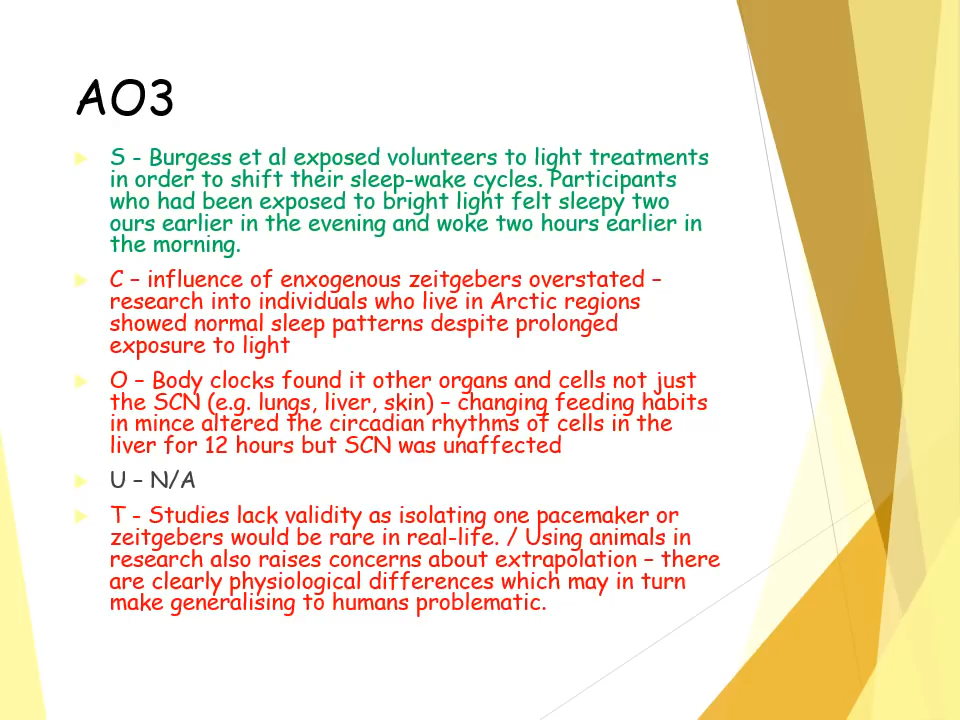 AO3
S - Burgess et al exposed volunteers to light treatments
in order to shift their sleep-wake cycles. Participants
who had been exposed to bright light felt sleepy two
ours earlier in the evening and woke two hours earlier in
the morning.
C – influence of enxogenous zeitgebers overstated –
research into individuals who live in Arctic regions
showed normal sleep patterns despite prolonged
exposure to light
O – Body clocks found it other organs and cells not just
the SCN (e.g. lungs, liver, skin) – changing feeding habits
in mince altered the circadian rhythms of cells in the
liver for 12 hours but SCN was unaffected
U – N/A
T - Studies lack validity as isolating one pacemaker or
zeitgebers would be rare in real-life. / Using animals in
research also raises concerns about extrapolation – there
are clearly physiological differences which may in turn
make generalising to humans problematic.